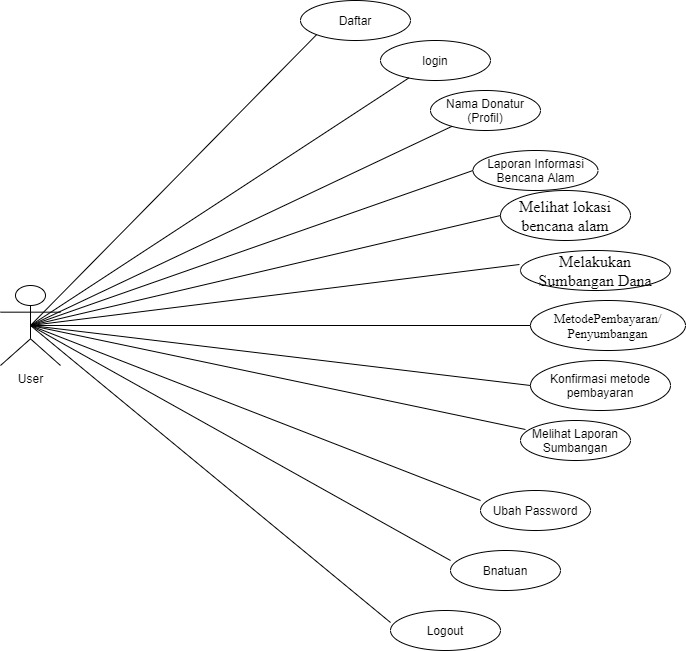 Daftar
login
Nama Donatur
(Profil)
Laporan Informasi
Bencana Alam
Melihat lokasi
bencana alam
Melakukan
Sumbangan Dana
MetodePembayaran/
Penyumbangan
User
Konfirmasi metode
pembayaran
Melihat Laporan
Sumbangan
Ubah Password
Bnatuan
Logout